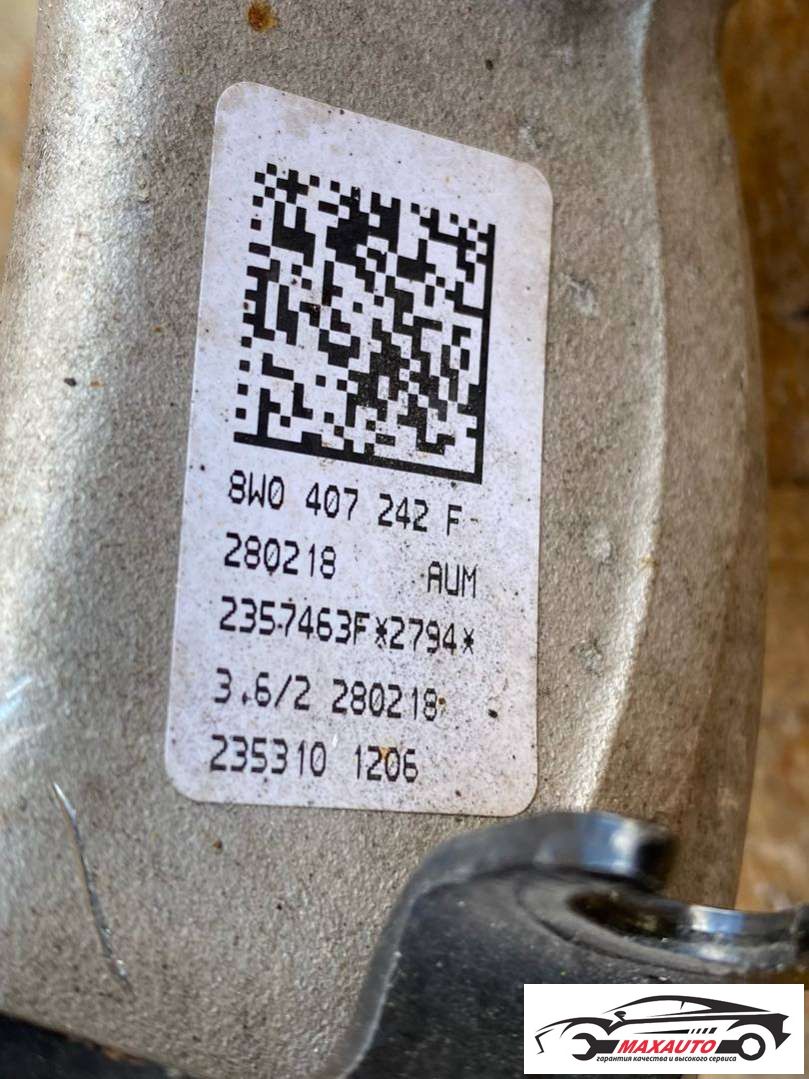 8W0 407 242 F
280218 AUM
2357463F*2794*
3.6/2 280218
235310 1206
MAXAUTO
гарантия качества и высокого сервиса